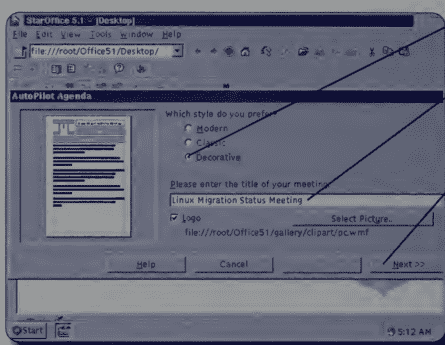 StarOffice 5.1 - [Desktop]
File Edit View Tools Window Help
file:///root/Office51/Desktop/
AutoPilot Agenda
Which style do you prefer?
Modern
Classic
Decorative
Please enter the title of your meeting.
Linux Migration Status Meeting
Logo
Select Picture..
file:///root/Office51/gallery/clipart/pc.wmf
Help Cancel Next >>
Start 5:12 AM